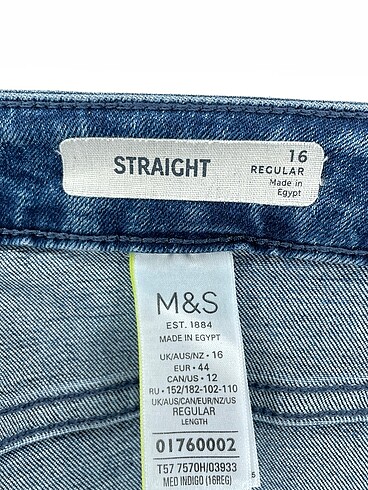 STRAIGHT
16
REGULAR
Made in
Egypt
M&S
EST. 1884
MADE IN EGYPT
UK/AUS/NZ • 16
EUR • 44
CAN/US • 12
RU • 152/182-102-110
UK/AUS/CAN/EUR/NZ/US
REGULAR
LENGTH
01760002
T57 7570H/03933
MED INDIGO (16REG)